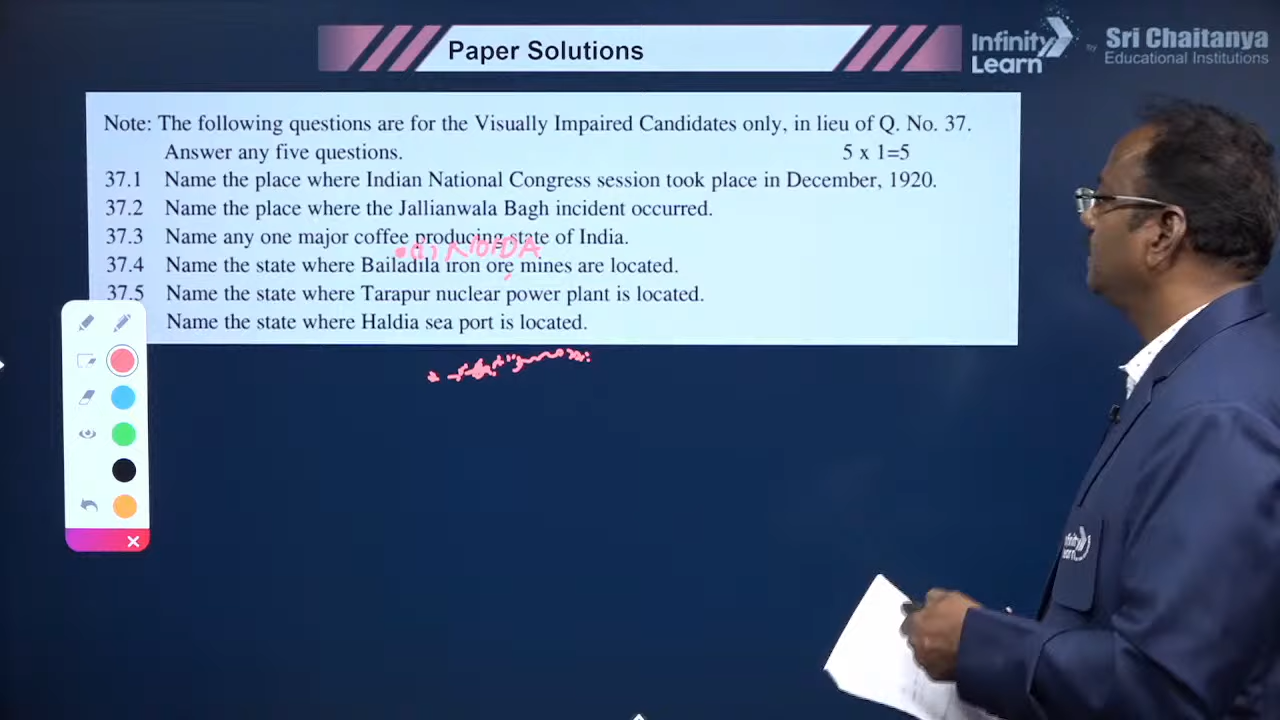 Paper Solutions
Infinity Learn by Sri Chaitanya Educational Institutions
Note: The following questions are for the Visually Impaired Candidates only, in lieu of Q. No. 37.
Answer any five questions. 5 x 1=5
37.1 Name the place where Indian National Congress session took place in December, 1920.
37.2 Name the place where the Jallianwala Bagh incident occurred.
37.3 Name any one major coffee producing state of India.
a) NOIDA
37.4 Name the state where Bailadila iron ore mines are located.
37.5 Name the state where Tarapur nuclear power plant is located.
Name the state where Haldia sea port is located.
Infinity Learn